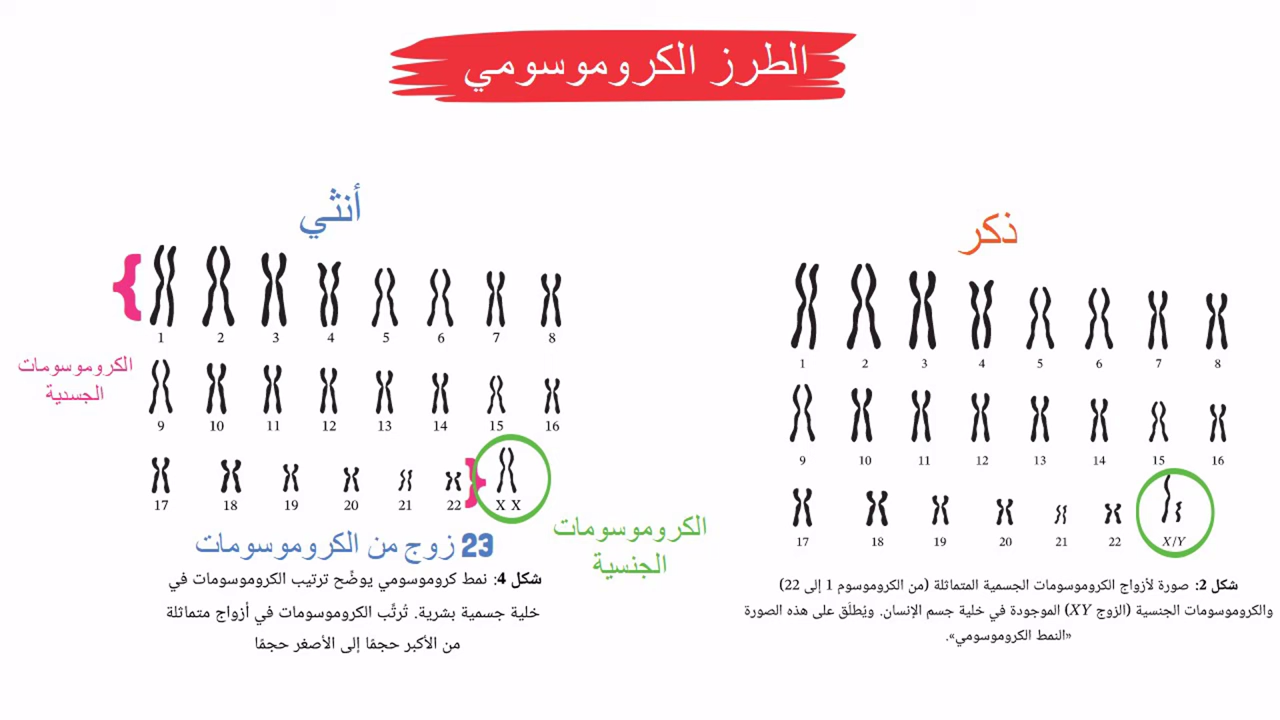 الطرز الكروموسومي
أنثي
ذكر
1 2 3 4 5 6 7 8
الكروموسومات
الجسدية
9 10 11 12 13 14 15 16
17 18 19 20 21 22 X X
الكروموسومات
الجنسية
23 زوج من الكروموسومات
شكل 4: نمط كروموسومي يوضِّح ترتيب الكروموسومات في
خلية جسمية بشرية. تُرتَّب الكروموسومات في أزواج متماثلة
من الأكبر حجمًا إلى الأصغر حجمًا
1 2 3 4 5 6 7 8
9 10 11 12 13 14 15 16
17 18 19 20 21 22 X/Y
شكل 2: صورة لأزواج الكروموسومات الجسمية المتماثلة (من الكروموسوم 1 إلى 22)
والكروموسومات الجنسية (الزوج XY) الموجودة في خلية جسم الإنسان. ويُطلَق على هذه الصورة
«النمط الكروموسومي».